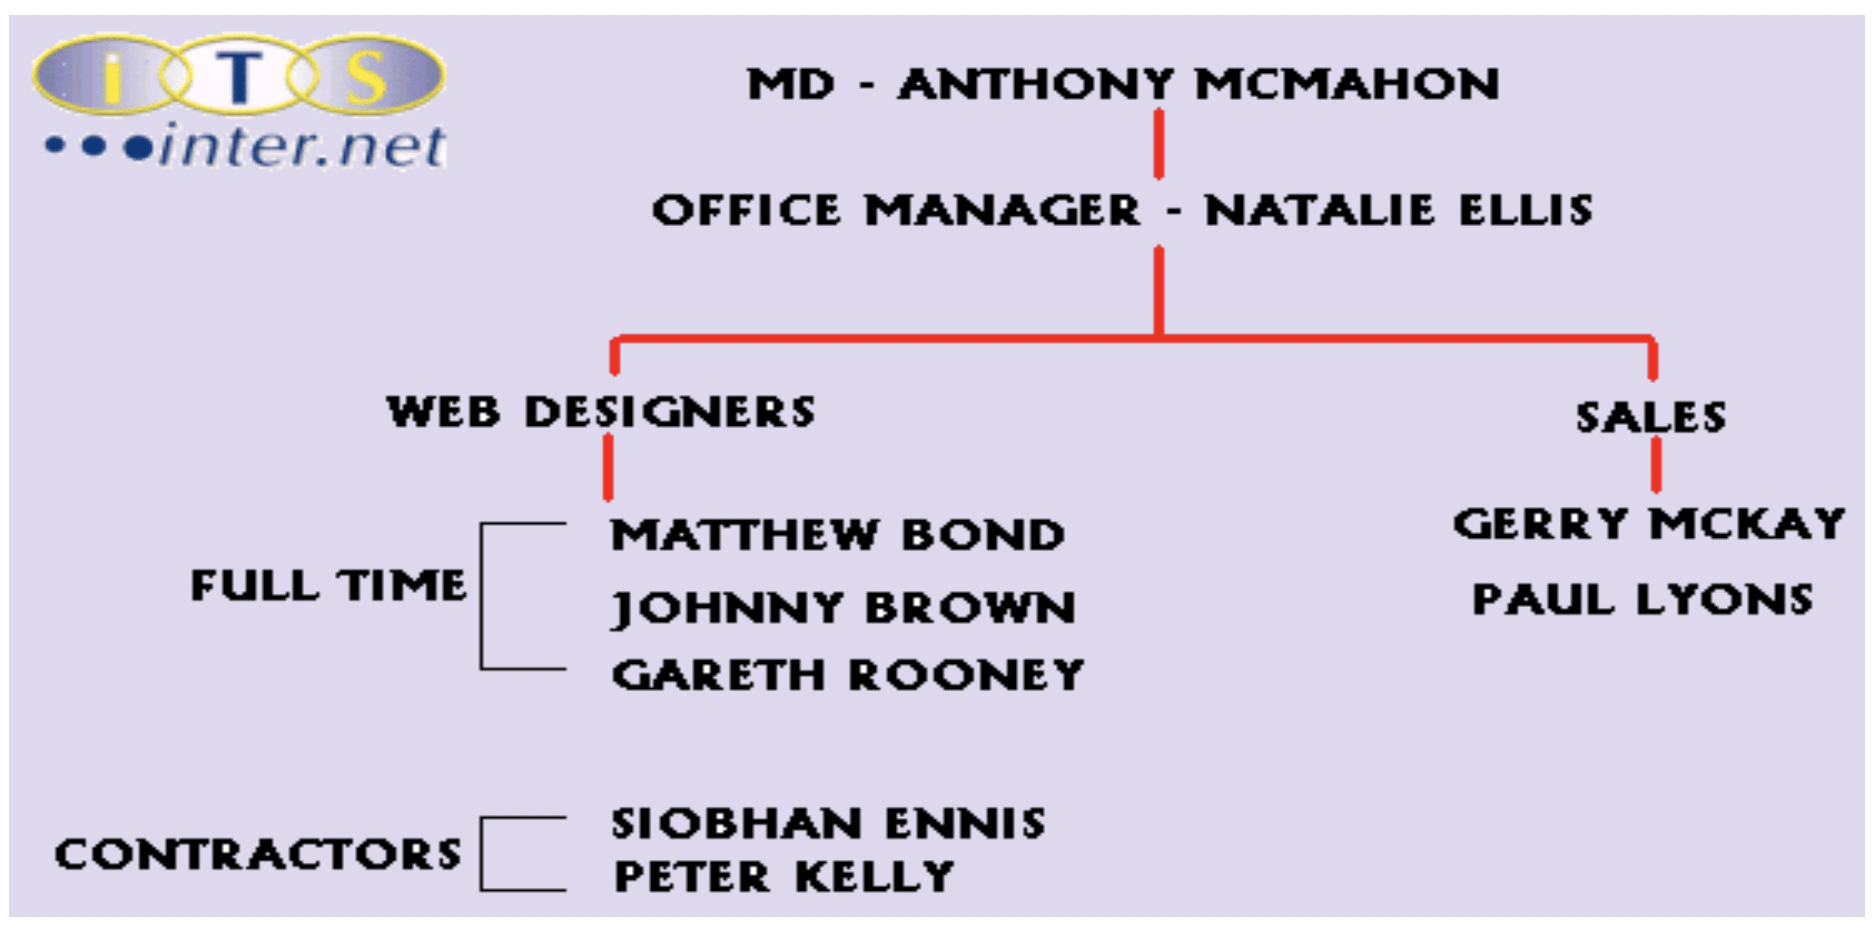 iTS
inter.net
MD - ANTHONY MCMAHON
OFFICE MANAGER - NATALIE ELLIS
WEB DESIGNERS
SALES
FULL TIME
MATTHEW BOND
JOHNNY BROWN
GARETH ROONEY
GERRY MCKAY
PAUL LYONS
CONTRACTORS
SIOBHAN ENNIS
PETER KELLY